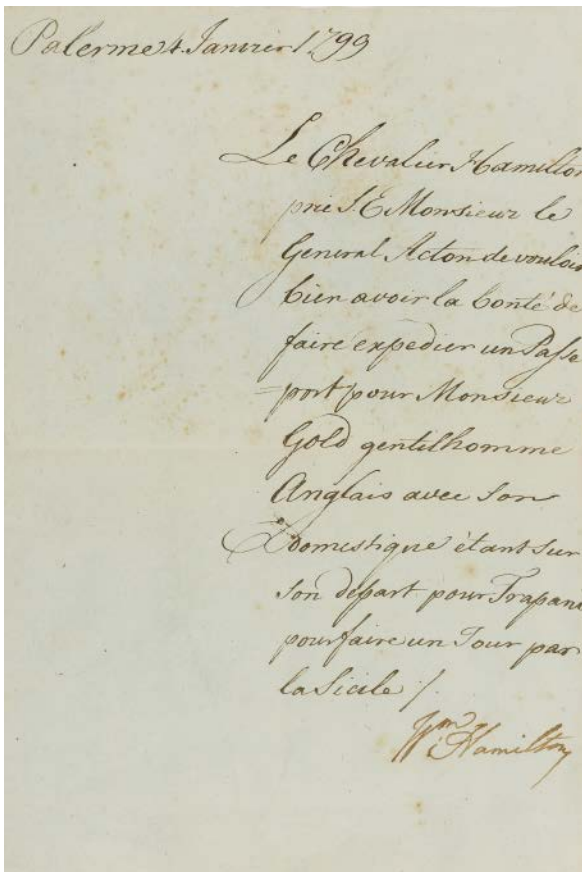 Palerme 4. Janvier 1799
Le Chevalier Hamilton
prie S. E Monsieur le
General Acton de vouloir
bien avoir la bonté de
faire expedier un Passe
=port pour Monsieur
Gold gentilhomme
Anglais avec son
Domestique étant sur
son départ pour Trapani
pour faire un Tour par
la Sicile /.
Wm Hamilton